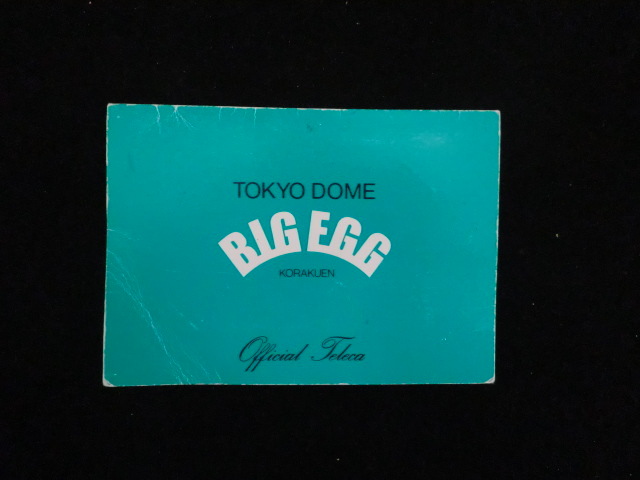 TOKYO DOME
BIG EGG
KORAKUEN
Official Teleca